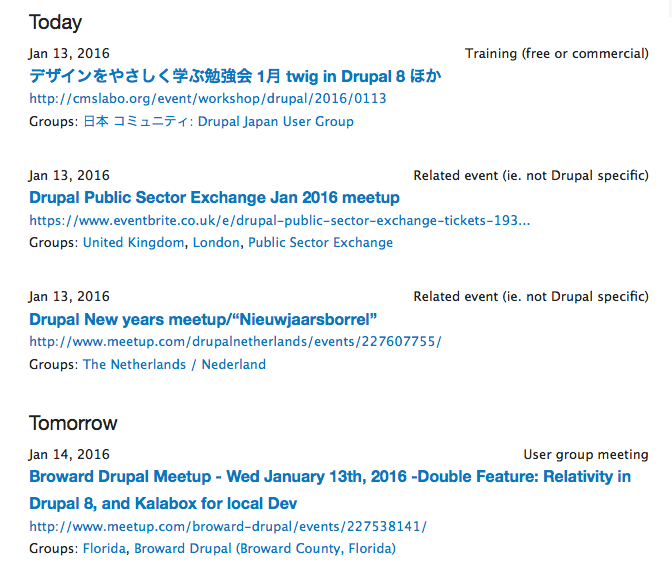 Today
Jan 13, 2016 Training (free or commercial)
デザインをやさしく学ぶ勉強会 1月 twig in Drupal 8 ほか
http://cmslabo.org/event/workshop/drupal/2016/0113
Groups: 日本 コミュニティ: Drupal Japan User Group
Jan 13, 2016 Related event (ie. not Drupal specific)
Drupal Public Sector Exchange Jan 2016 meetup
https://www.eventbrite.co.uk/e/drupal-public-sector-exchange-tickets-193...
Groups: United Kingdom, London, Public Sector Exchange
Jan 13, 2016 Related event (ie. not Drupal specific)
Drupal New years meetup/“Nieuwjaarsborrel”
http://www.meetup.com/drupalnetherlands/events/227607755/
Groups: The Netherlands / Nederland
Tomorrow
Jan 14, 2016 User group meeting
Broward Drupal Meetup - Wed January 13th, 2016 -Double Feature: Relativity in
Drupal 8, and Kalabox for local Dev
http://www.meetup.com/broward-drupal/events/227538141/
Groups: Florida, Broward Drupal (Broward County, Florida)